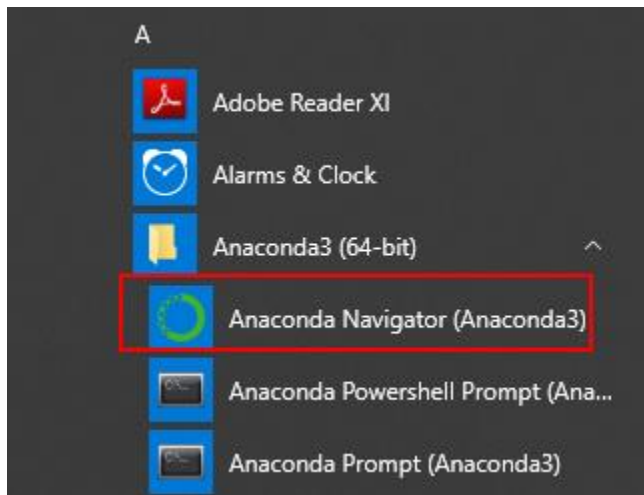 A
Adobe Reader XI
Alarms & Clock
Anaconda3 (64-bit)
Anaconda Navigator (Anaconda3)
Anaconda Powershell Prompt (Ana...
Anaconda Prompt (Anaconda3)